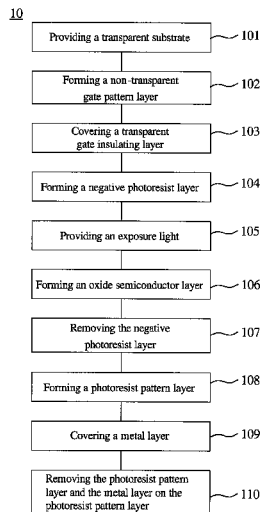 10
Providing a transparent substrate
101
Forming a non-transparent
gate pattern layer
102
Covering a transparent
gate insulating layer
103
Forming a negative photoresist layer
104
Providing an exposure light
105
Forming an oxide semiconductor layer
106
Removing the negative
photoresist layer
107
Forming a photoresist pattern layer
108
Covering a metal layer
109
Removing the photoresist pattern
layer and the metal layer on the
photoresist pattern layer
110